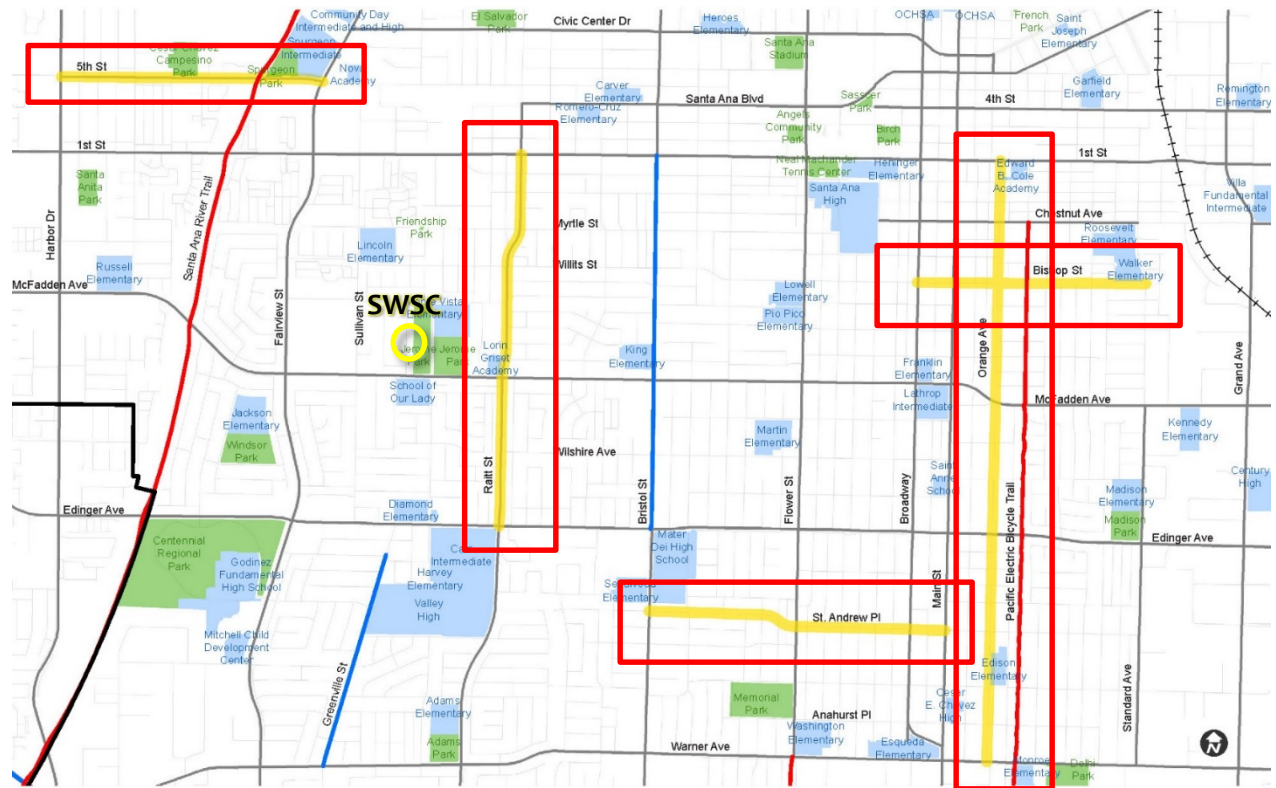 Community Day
Intermediate and High
El Salvador
Park
Civic Center Dr
Heroes
Elementary
OCHSA
OCHSA
French
Park
Saint
Joseph
Elementary
Spurgeon
Intermediate
Campesino
Park
5th St
Spurgeon
Park
Nova
Academy
Santa Ana
Stadium
Carver
Elementary
Romero-Cruz
Elementary
Santa Ana Blvd
Sasscer
Park
4th St
Garfield
Elementary
Remington
Elementary
Angels
Community
Park
Birch
Park
1st St
1st St
Santa
Anita
Park
Santa Ana River Trail
Neal Machander
Tennis Center
Heninger
Elementary
Santa Ana
High
Edward
B. Cole
Academy
Villa
Fundamental
Intermediate
Harbor Dr
Friendship
Park
Myrtle St
Chestnut Ave
Roosevelt
Elementary
Lincoln
Elementary
Willits St
Bishop St
Walker
Elementary
Russell
Elementary
McFadden Ave
Fairview St
Sullivan St
SWSC
Vista
Elementary
Lowell
Elementary
Pio Pico
Elementary
Jerome
Park
Jerome
Park
Lorin
Griset
Academy
King
Elementary
Orange Ave
Franklin
Elementary
Grand Ave
School of
Our Lady
Lathrop
Intermediate
McFadden Ave
Jackson
Elementary
Windsor
Park
Martin
Elementary
Kennedy
Elementary
Raitt St
Wilshire Ave
Bristol St
Flower St
Broadway
Saint
Anne
School
Century
High
Madison
Elementary
Madison
Park
Edinger Ave
Diamond
Elementary
Edinger Ave
Centennial
Regional
Park
Godinez
Fundamental
High School
Intermediate
Harvey
Elementary
Valley
High
Mater
Dei High
School
Elementary
Main St
Pacific Electric Bicycle Trail
St. Andrew Pl
Mitchell Child
Development
Center
Greenville St
Edison
Elementary
Standard Ave
Adams
Elementary
Adams
Park
Memorial
Park
Anahurst Pl
Washington
Elementary
Cesar
E. Chavez
High
Warner Ave
Esqueda
Elementary
Monroe
Elementary
Delhi
Park
N